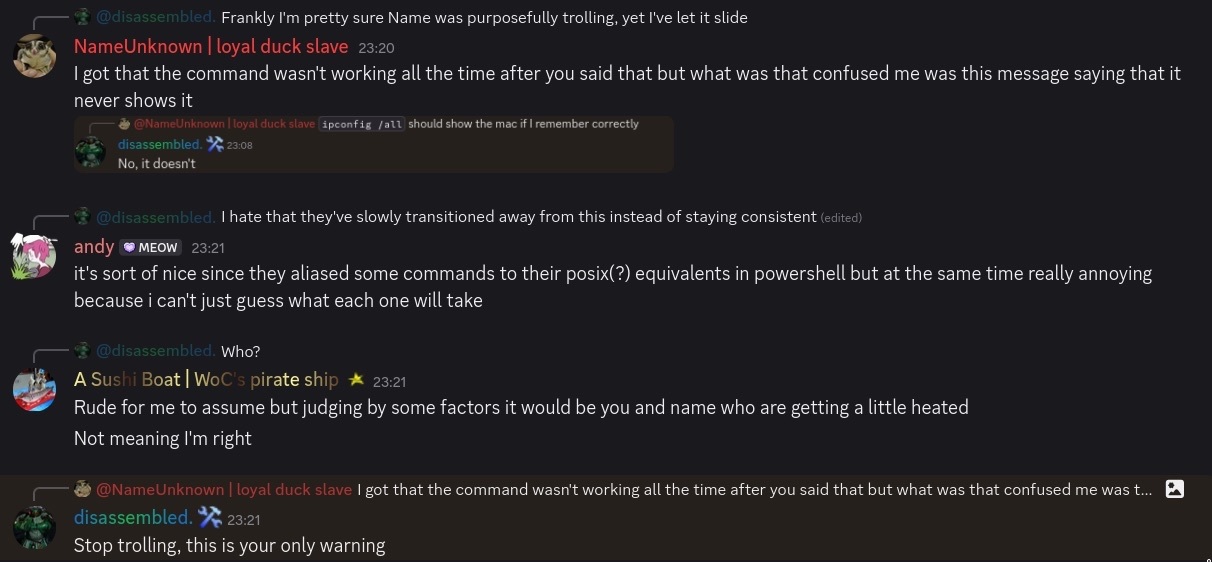 @disassembled. Frankly I'm pretty sure Name was purposefully trolling, yet I've let it slide
NameUnknown | loyal duck slave 23:20
I got that the command wasn't working all the time after you said that but what was that confused me was this message saying that it
never shows it
@NameUnknown | loyal duck slave ipconfig /all should show the mac if I remember correctly
disassembled. 23:08
No, it doesn't
@disassembled. I hate that they've slowly transitioned away from this instead of staying consistent (edited)
andy MEOW 23:21
it's sort of nice since they aliased some commands to their posix(?) equivalents in powershell but at the same time really annoying
because i can't just guess what each one will take
@disassembled. Who?
A Sushi Boat | WoC's pirate ship 23:21
Rude for me to assume but judging by some factors it would be you and name who are getting a little heated
Not meaning I'm right
@NameUnknown | loyal duck slave I got that the command wasn't working all the time after you said that but what was that confused me was t...
disassembled. 23:21
Stop trolling, this is your only warning